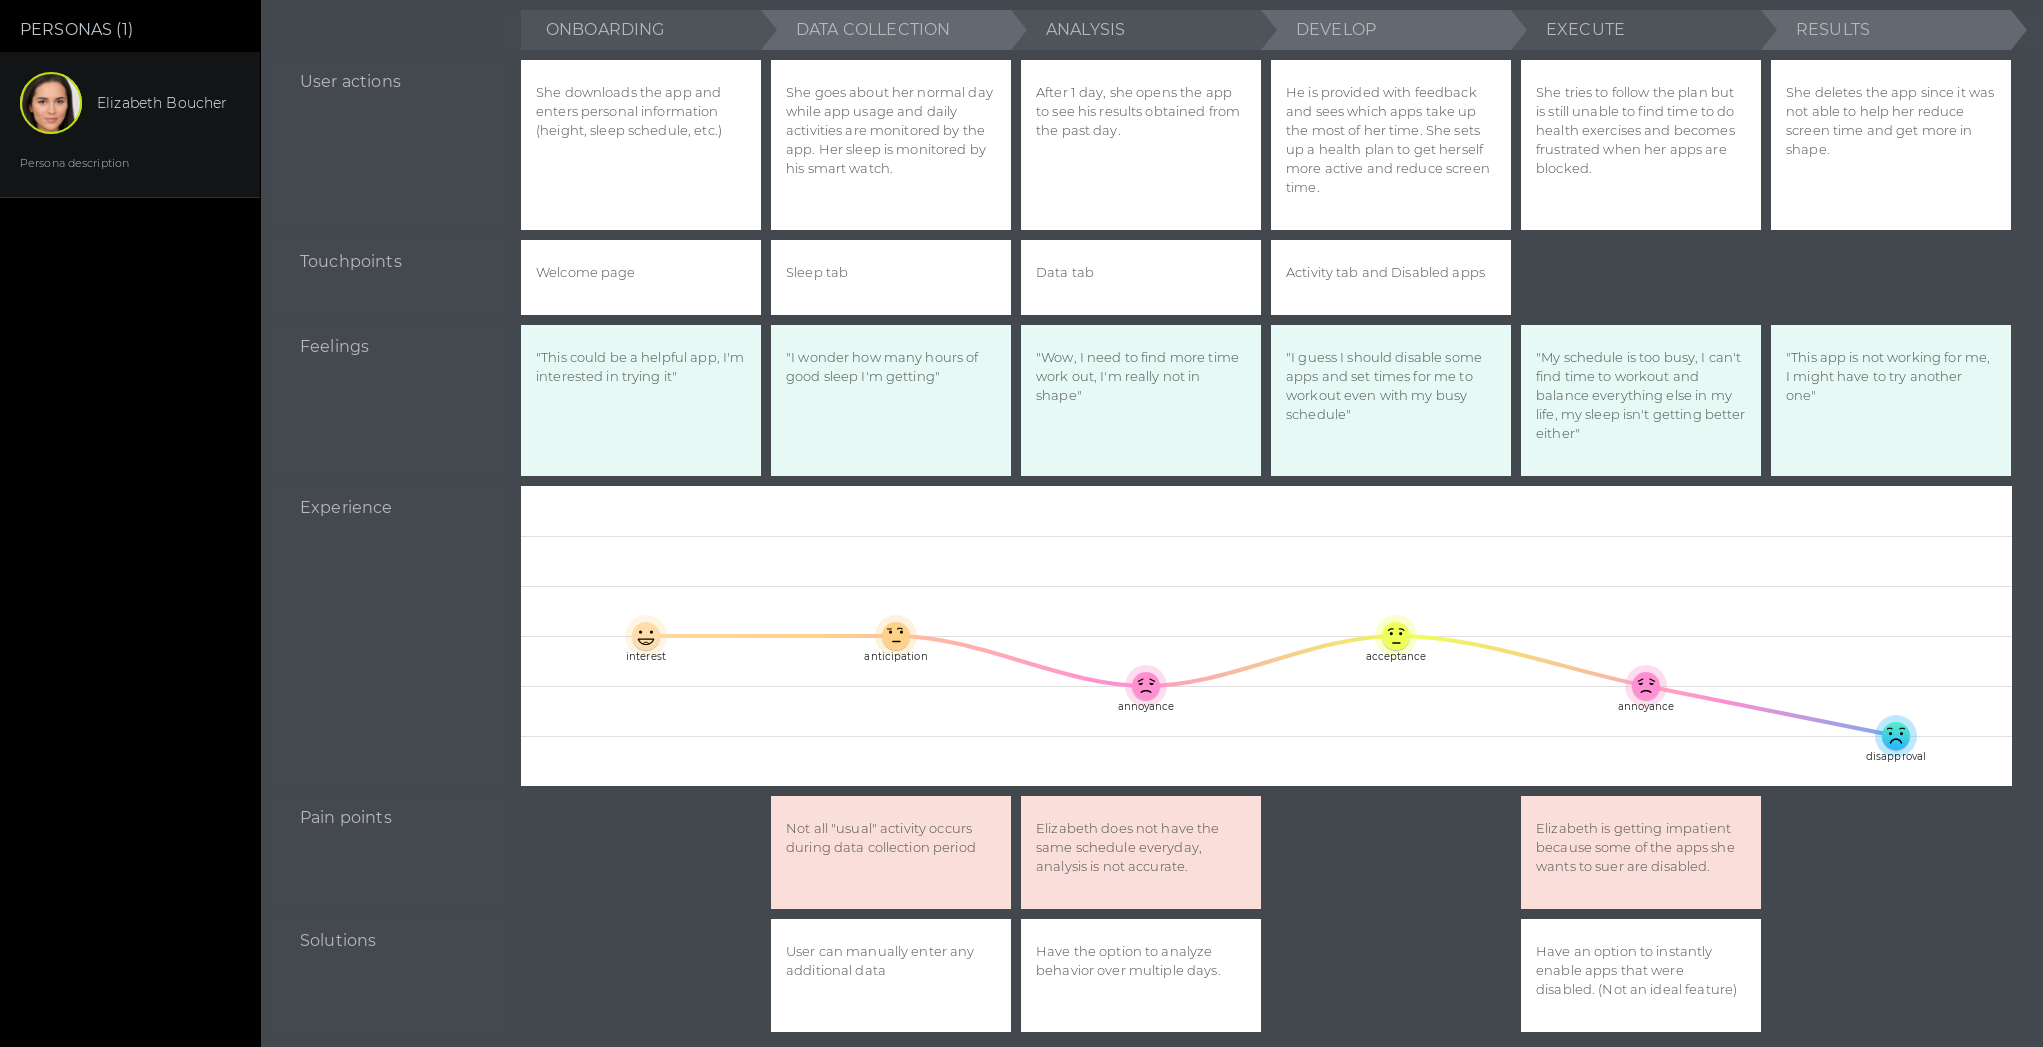 PERSONAS (1)
Elizabeth Boucher
Persona description
ONBOARDING
DATA COLLECTION
ANALYSIS
DEVELOP
EXECUTE
RESULTS
User actions
She downloads the app and
enters personal information
(height, sleep schedule, etc.)
She goes about her normal day
while app usage and daily
activities are monitored by the
app. Her sleep is monitored by
his smart watch.
After 1 day, she opens the app
to see his results obtained from
the past day.
He is provided with feedback
and sees which apps take up
the most of her time. She sets
up a health plan to get herself
more active and reduce screen
time.
She tries to follow the plan but
is still unable to find time to do
health exercises and becomes
frustrated when her apps are
blocked.
She deletes the app since it was
not able to help her reduce
screen time and get more in
shape.
Touchpoints
Welcome page
Sleep tab
Data tab
Activity tab and Disabled apps
Feelings
"This could be a helpful app, I'm
interested in trying it"
"I wonder how many hours of
good sleep I'm getting"
"Wow, I need to find more time
work out, I'm really not in
shape"
"I guess I should disable some
apps and set times for me to
workout even with my busy
schedule"
"My schedule is too busy, I can't
find time to workout and
balance everything else in my
life, my sleep isn't getting better
either"
"This app is not working for me,
I might have to try another
one"
Experience
interest
anticipation
annoyance
acceptance
annoyance
disapproval
Pain points
Not all "usual" activity occurs
during data collection period
Elizabeth does not have the
same schedule everyday,
analysis is not accurate.
Elizabeth is getting impatient
because some of the apps she
wants to suer are disabled.
Solutions
User can manually enter any
additional data
Have the option to analyze
behavior over multiple days.
Have an option to instantly
enable apps that were
disabled. (Not an ideal feature)